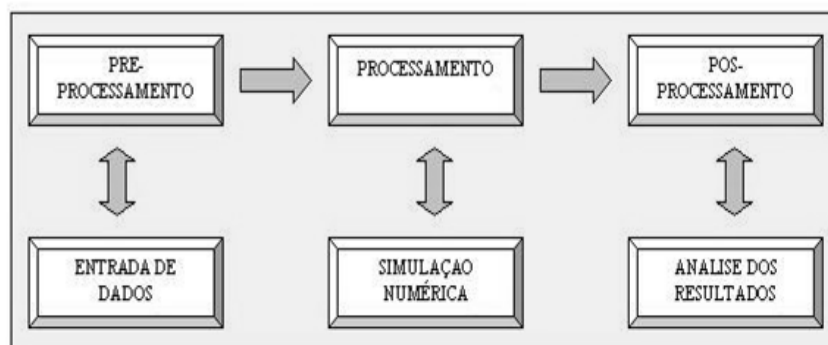 PRE-
PROCESSAMENTO
PROCESSAMENTO
POS-
PROCESSAMENTO
ENTRADA DE
DADOS
SIMULAÇAO
NUMÉRICA
ANALISE DOS
RESULTADOS